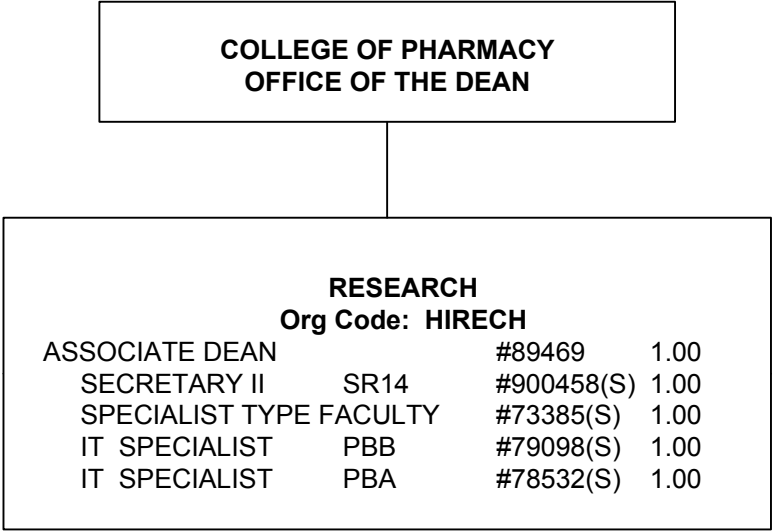 COLLEGE OF PHARMACY
OFFICE OF THE DEAN
RESEARCH
Org Code: HIRECH
ASSOCIATE DEAN #89469 1.00
SECRETARY II SR14 #900458(S) 1.00
SPECIALIST TYPE FACULTY #73385(S) 1.00
IT SPECIALIST PBB #79098(S) 1.00
IT SPECIALIST PBA #78532(S) 1.00